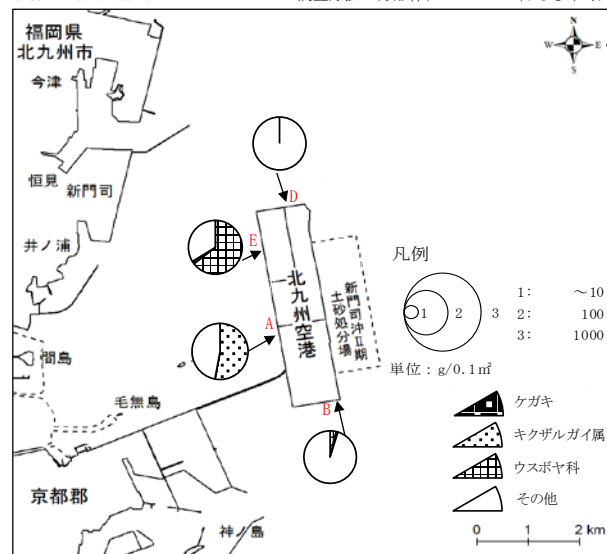 福岡県
北九州市
今津
恒見
新門司
井ノ浦
間島
毛無島
京都郡
神ノ島
N
W
E
S
D
E
A
B
北九州空港
新門司沖Ⅱ期
土砂処分場
凡例
1
2
3
1: ~10
2: 100
3: 1000
単位:g/0.1㎡
ケガキ
キクザルガイ属
ウスボヤ科
その他
0 1 2 km